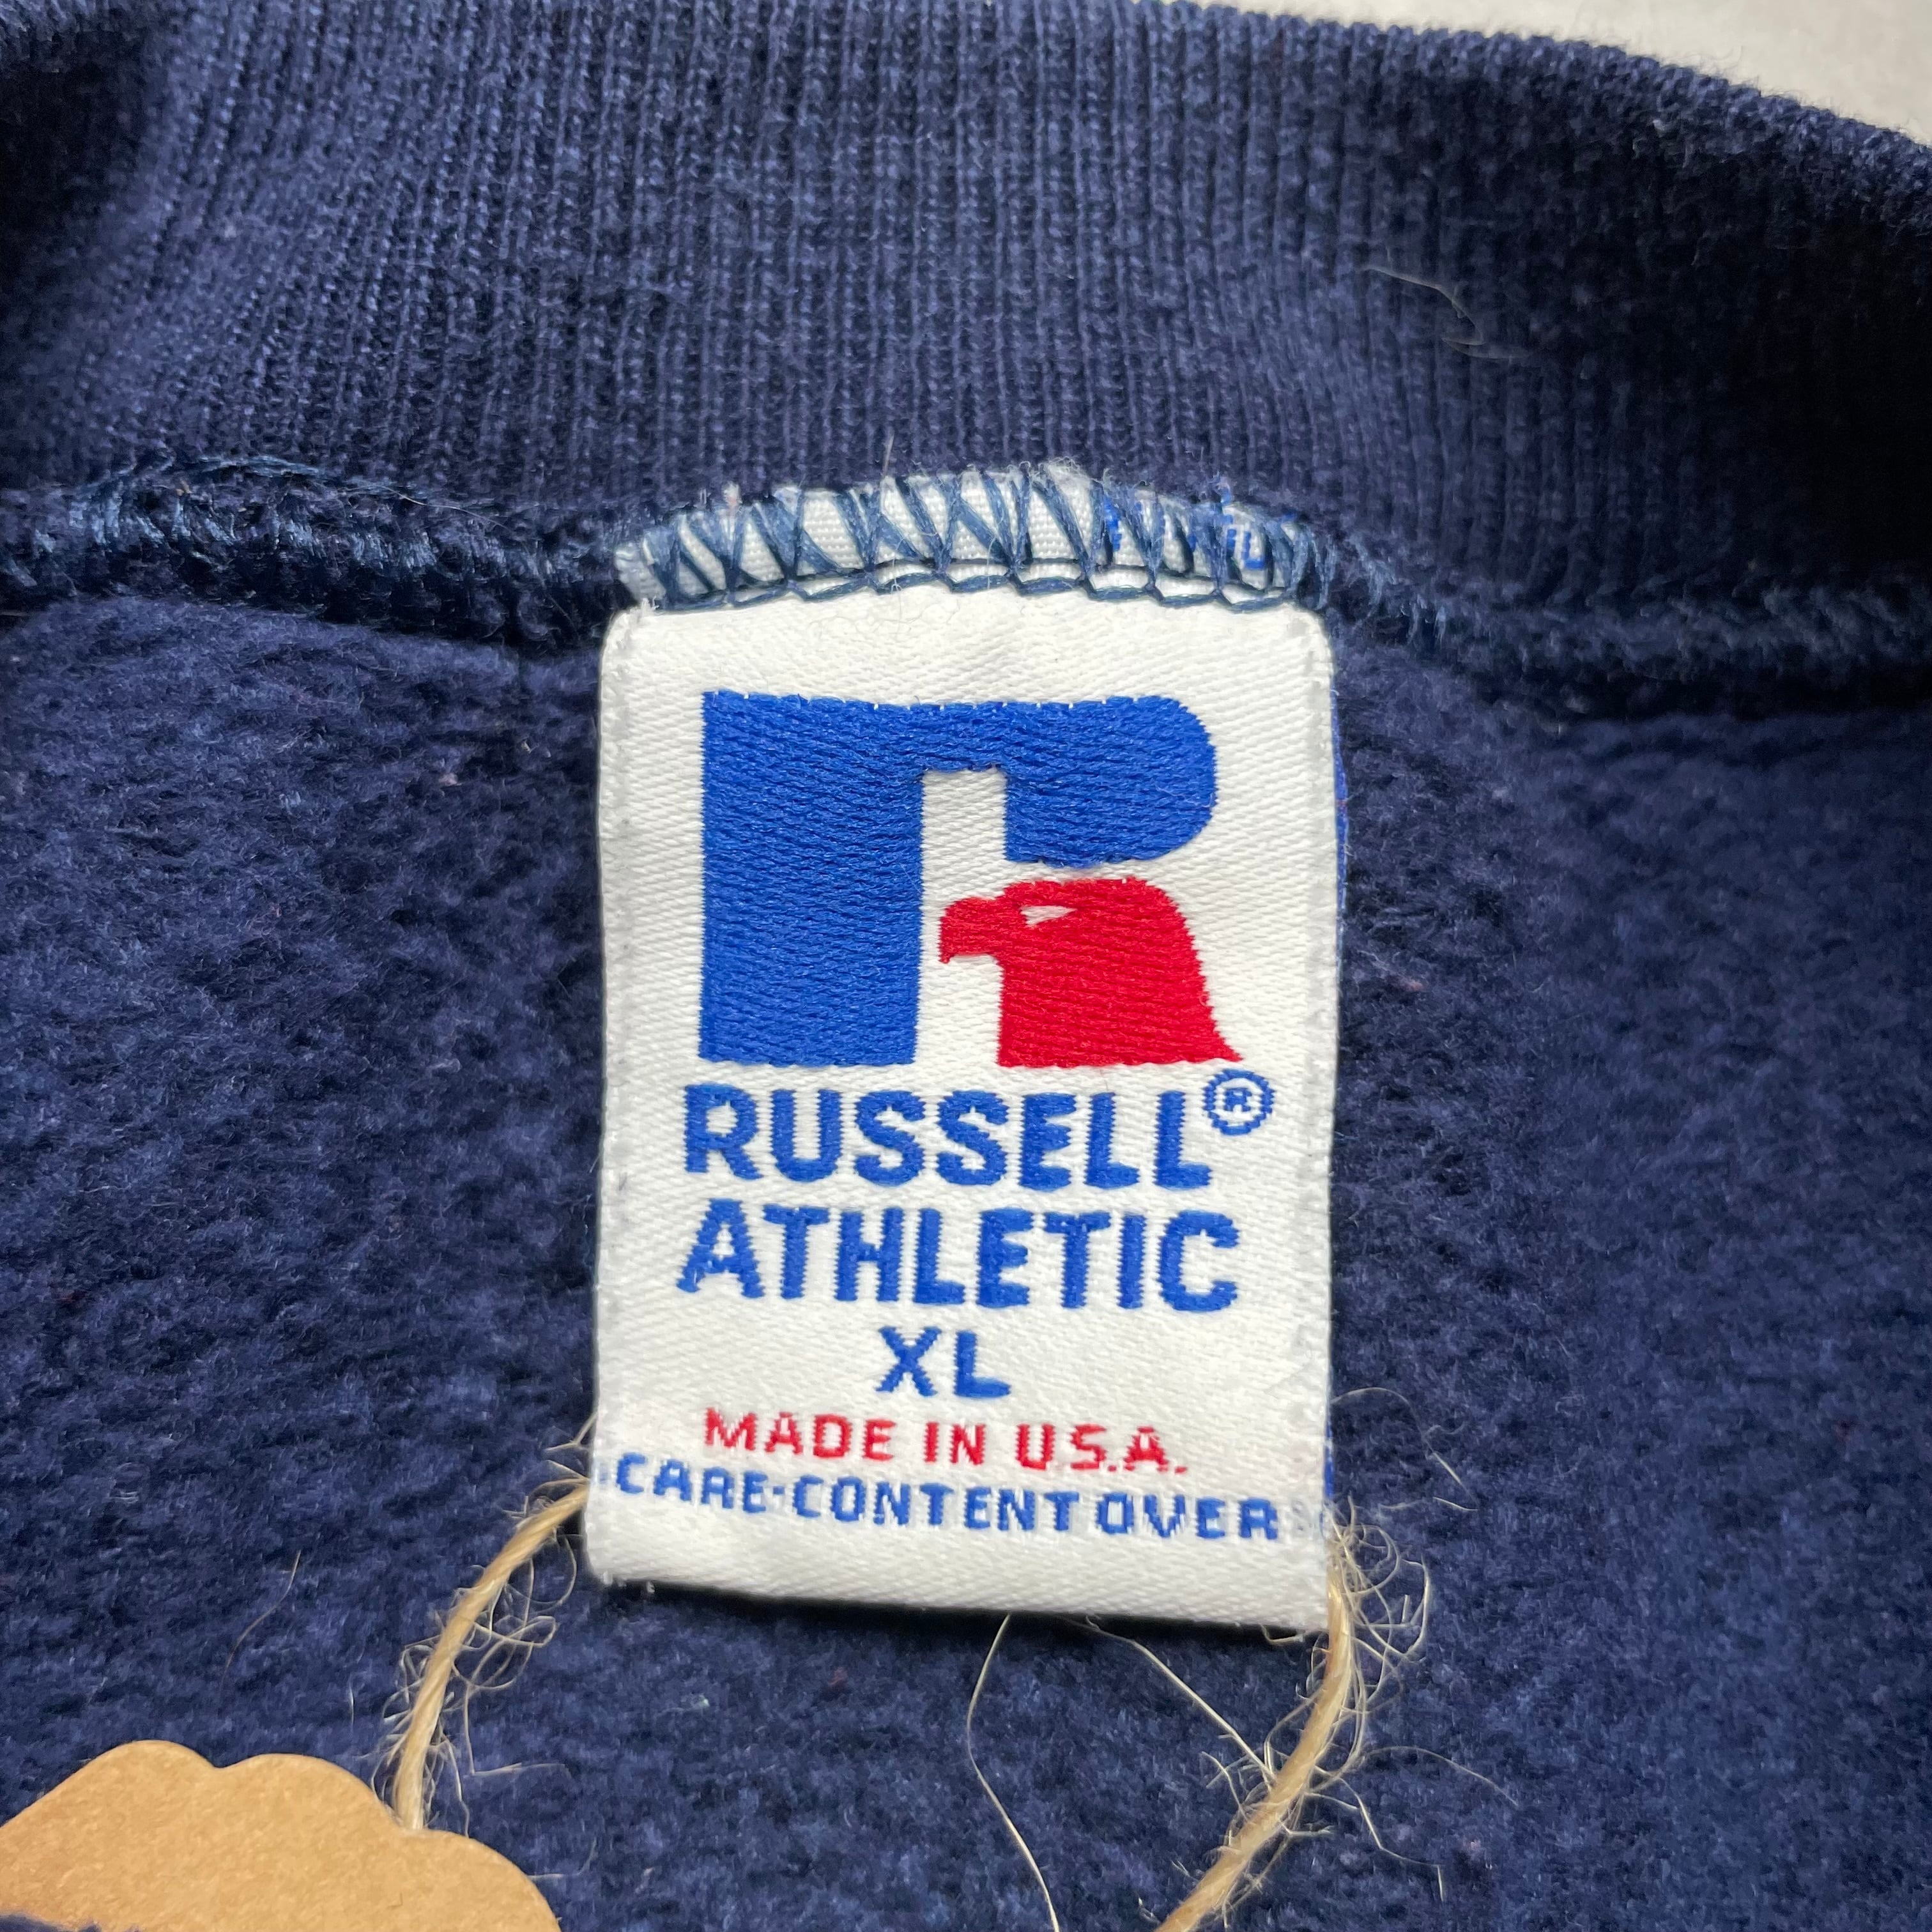 RUSSELL®
ATHLETIC
XL
MADE IN U.S.A.
CARE-CONTENT OVER